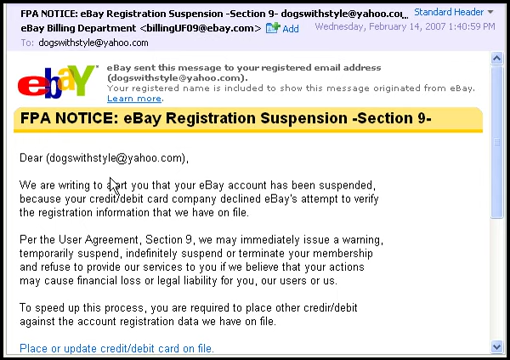 FPA NOTICE: eBay Registration Suspension -Section 9- dogswithstyle@yahoo.co
Standard Header
eBay Billing Department <billingUF09@ebay.com> Add
Wednesday, February 14, 2007 1:40:59 PM
To: dogswithstyle@yahoo.com
ebay
eBay sent this message to your registered email address
(dogswithstyle@yahoo.com).
Your registered name is included to show this message originated from eBay.
Learn more.
FPA NOTICE: eBay Registration Suspension -Section 9-
Dear (dogswithstyle@yahoo.com),
We are writing to alert you that your eBay account has been suspended,
because your credit/debit card company declined eBay's attempt to verify
the registration information that we have on file.
Per the User Agreement, Section 9, we may immediately issue a warning,
temporarily suspend, indefinitely suspend or terminate your membership
and refuse to provide our services to you if we believe that your actions
may cause financial loss or legal liability for you, our users or us.
To speed up this process, you are required to place other credir/debit
against the account registration data we have on file.
Place or update credit/debit card on file.